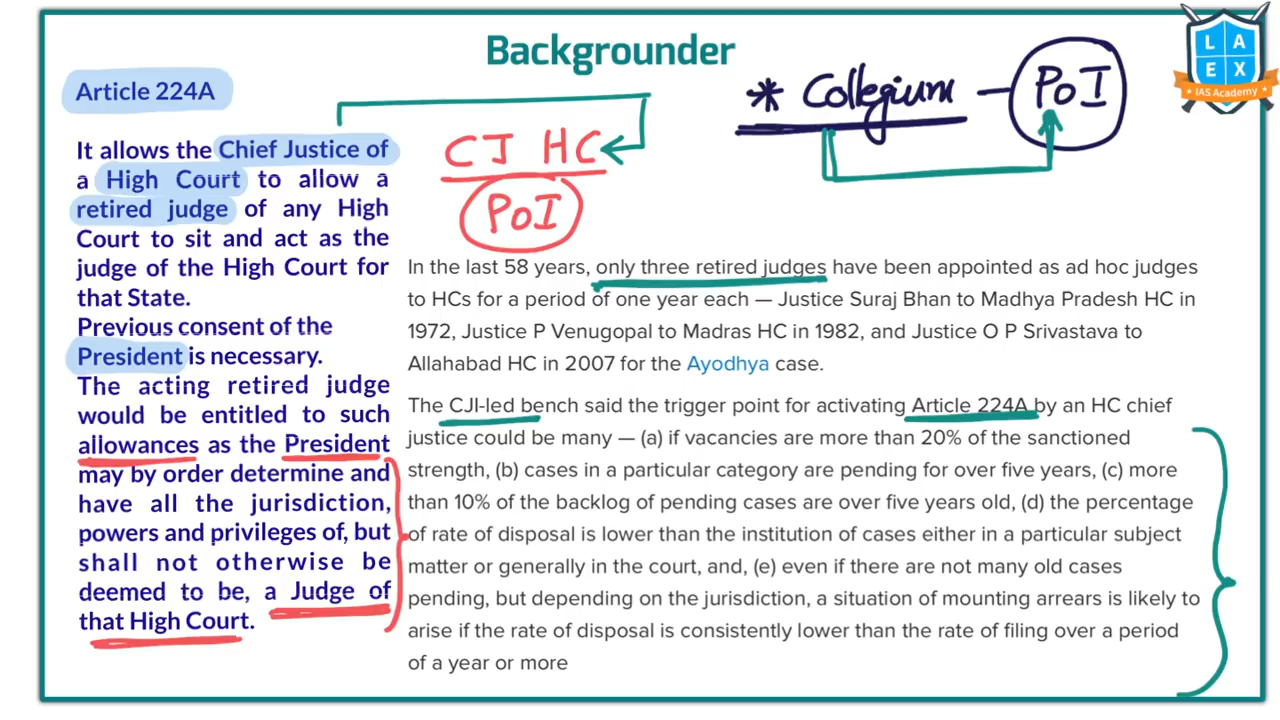 Backgrounder
L A
E X
IAS Academy
* Collegium – PoI
Article 224A
CJ HC
PoI
It allows the Chief Justice of
a High Court to allow a
retired judge of any High
Court to sit and act as the
judge of the High Court for
that State.
Previous consent of the
President is necessary.
The acting retired judge
would be entitled to such
allowances as the President
may by order determine and
have all the jurisdiction,
powers and privileges of, but
shall not otherwise be
deemed to be, a Judge of
that High Court.
In the last 58 years, only three retired judges have been appointed as ad hoc judges
to HCs for a period of one year each — Justice Suraj Bhan to Madhya Pradesh HC in
1972, Justice P Venugopal to Madras HC in 1982, and Justice O P Srivastava to
Allahabad HC in 2007 for the Ayodhya case.
The CJI-led bench said the trigger point for activating Article 224A by an HC chief
justice could be many — (a) if vacancies are more than 20% of the sanctioned
strength, (b) cases in a particular category are pending for over five years, (c) more
than 10% of the backlog of pending cases are over five years old, (d) the percentage
of rate of disposal is lower than the institution of cases either in a particular subject
matter or generally in the court, and, (e) even if there are not many old cases
pending, but depending on the jurisdiction, a situation of mounting arrears is likely to
arise if the rate of disposal is consistently lower than the rate of filing over a period
of a year or more